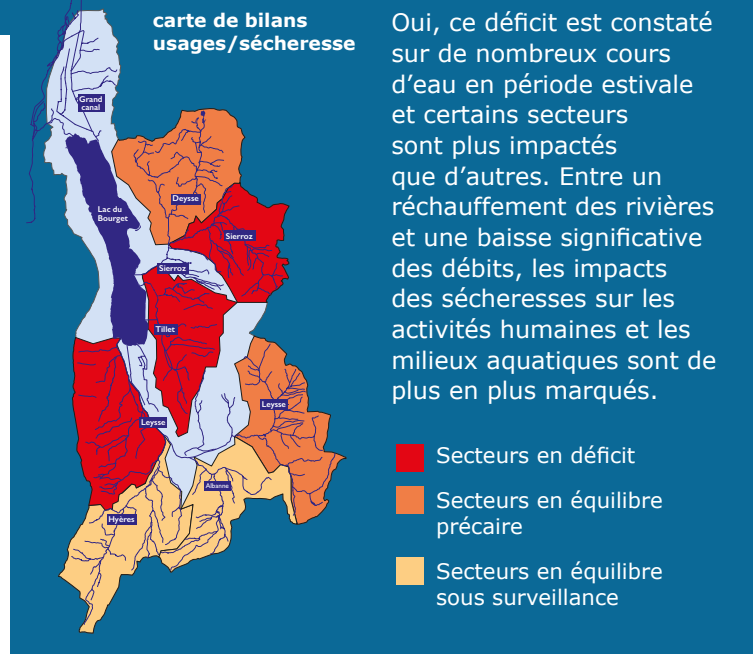 carte de bilans
usages/sécheresse
Grand
canal
Deysse
Lac du
Bourget
Sierroz
Sierroz
Tillet
Leysse
Leysse
Albanne
Hyères
Oui, ce déficit est constaté
sur de nombreux cours
d’eau en période estivale
et certains secteurs
sont plus impactés
que d’autres. Entre un
réchauffement des rivières
et une baisse significative
des débits, les impacts
des sécheresses sur les
activités humaines et les
milieux aquatiques sont de
plus en plus marqués.
Secteurs en déficit
Secteurs en équilibre
précaire
Secteurs en équilibre
sous surveillance